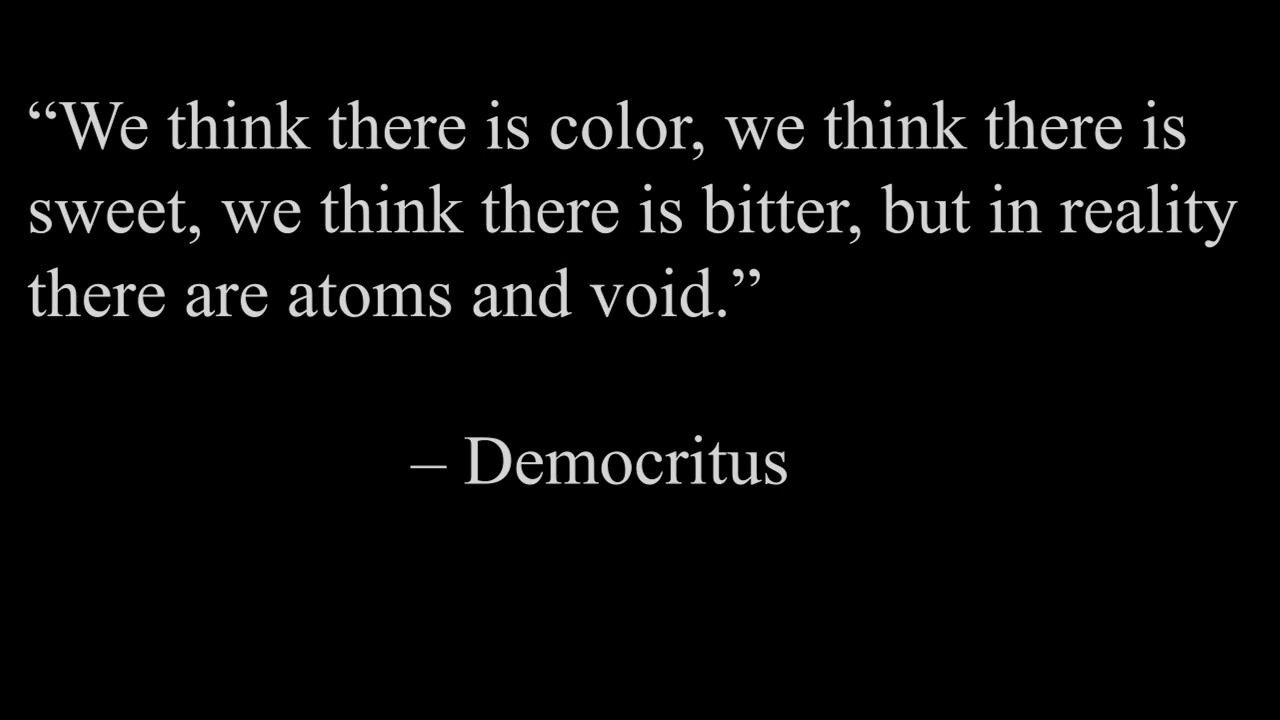 “We think there is color, we think there is
sweet, we think there is bitter, but in reality
there are atoms and void.”
– Democritus